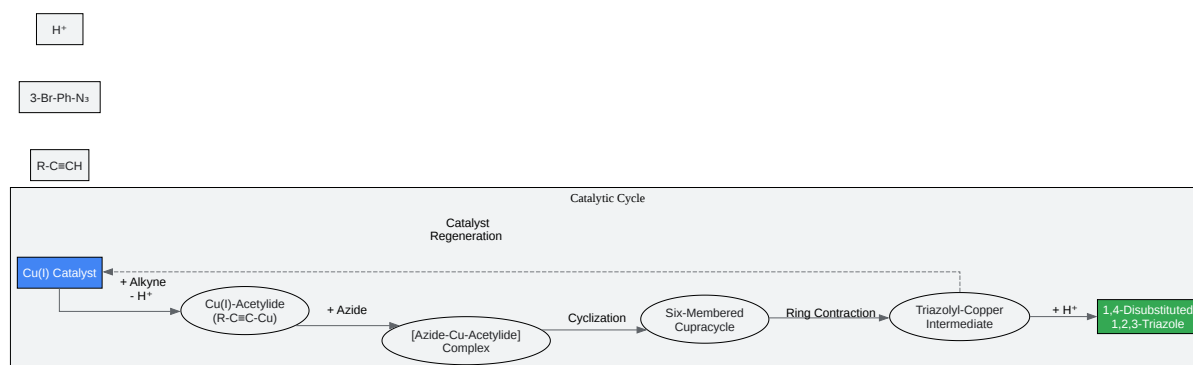 H⁺
3-Br-Ph-N₃
R-C≡CH
Catalytic Cycle
Catalyst
Regeneration
Cu(I) Catalyst
+ Alkyne
- H⁺
Cu(I)-Acetylide
(R-C≡C-Cu)
+ Azide
[Azide-Cu-Acetylide]
Complex
Cyclization
Six-Membered
Cupracycle
Ring Contraction
Triazolyl-Copper
Intermediate
+ H⁺
1,4-Disubstituted
1,2,3-Triazole